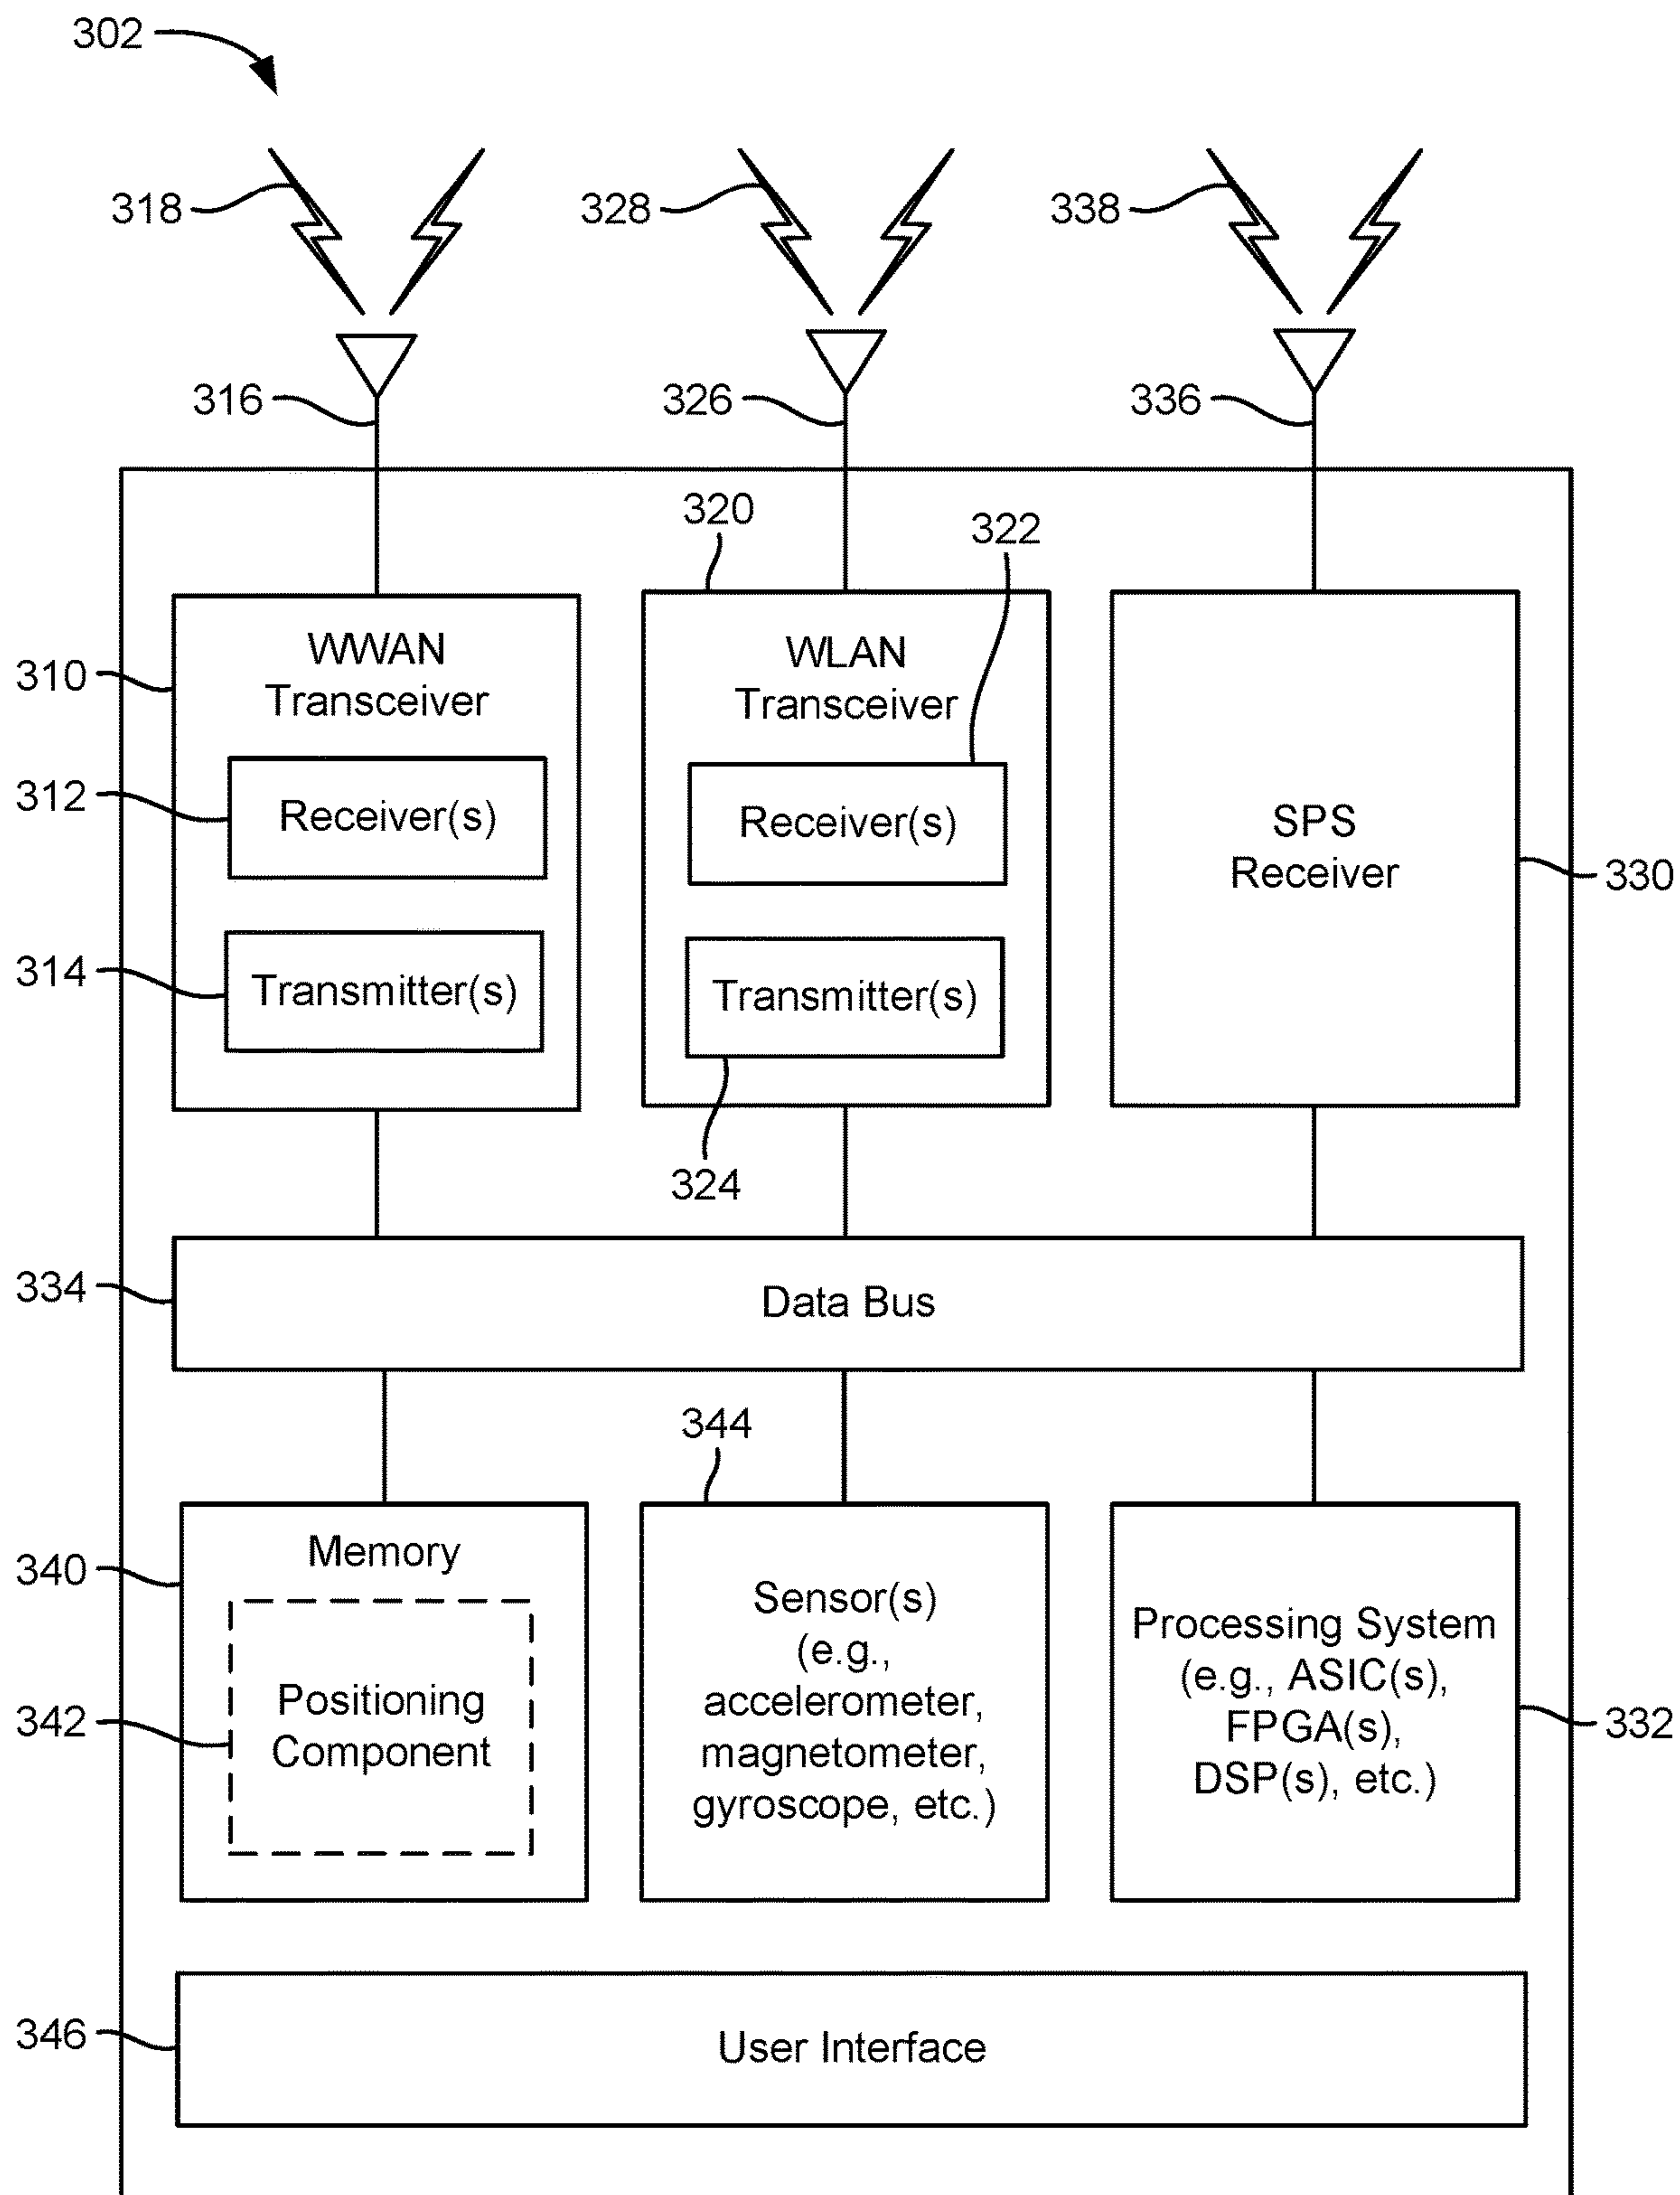 302
318
328
338
316
326
336
320
322
310
WWAN
Transceiver
WLAN
Transceiver
312
Receiver(s)
Receiver(s)
SPS
Receiver
330
314
Transmitter(s)
Transmitter(s)
324
334
Data Bus
344
340
Memory
342
Positioning
Component
Sensor(s)
(e.g.,
accelerometer,
magnetometer,
gyroscope, etc.)
Processing System
(e.g., ASIC(s),
FPGA(s),
DSP(s), etc.)
332
346
User Interface